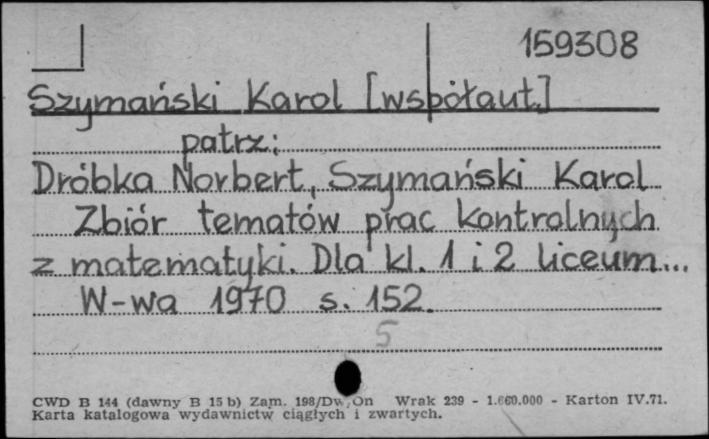 159308
Szymański Karol [współaut.]
patrz:
Dróbka Norbert, Szymański Karol
Zbiór tematów prac kontrolnych
z matematyki. Dla kl. 1 i 2 liceum...
W-wa 1970 s. 152.
5
CWD B 144 (dawny B 15 b) Zam. 198/Dw/On Wrak 239 - 1.660.000 - Karton IV.71.
Karta katalogowa wydawnictw ciągłych i zwartych.